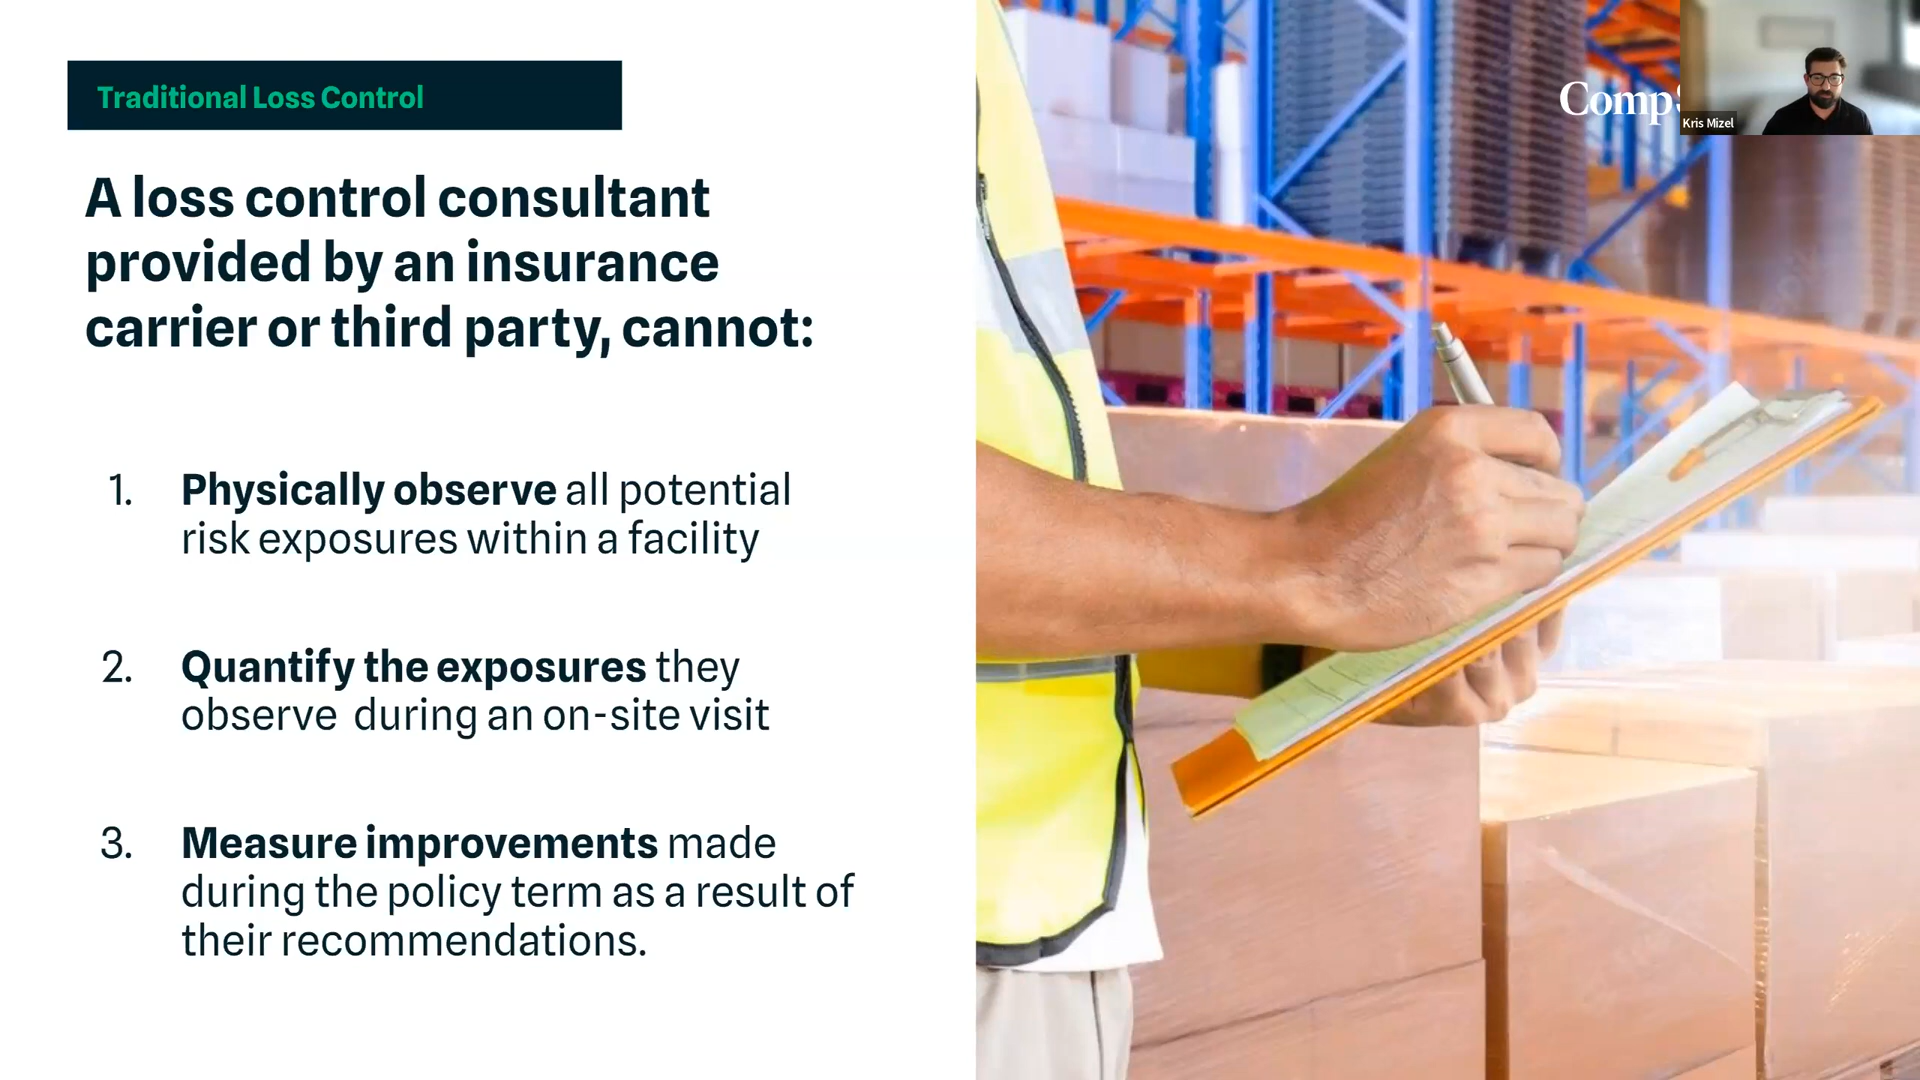 Traditional Loss Control
A loss control consultant
provided by an insurance
carrier or third party, cannot:
1. Physically observe all potential
risk exposures within a facility
2. Quantify the exposures they
observe during an on-site visit
3. Measure improvements made
during the policy term as a result of
their recommendations.
Comp
Kris Mizel